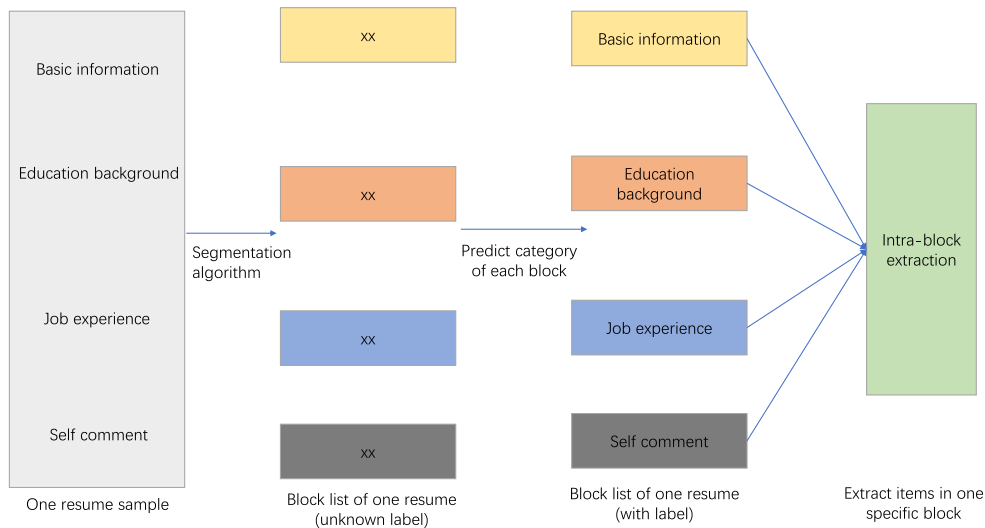 Basic information
Education background
Job experience
Self comment
One resume sample
Segmentation
algorithm
xx
xx
xx
xx
Block list of one resume
(unknown label)
Predict category
of each block
Basic information
Education
background
Job experience
Self comment
Block list of one resume
(with label)
Intra-block
extraction
Extract items in one
specific block